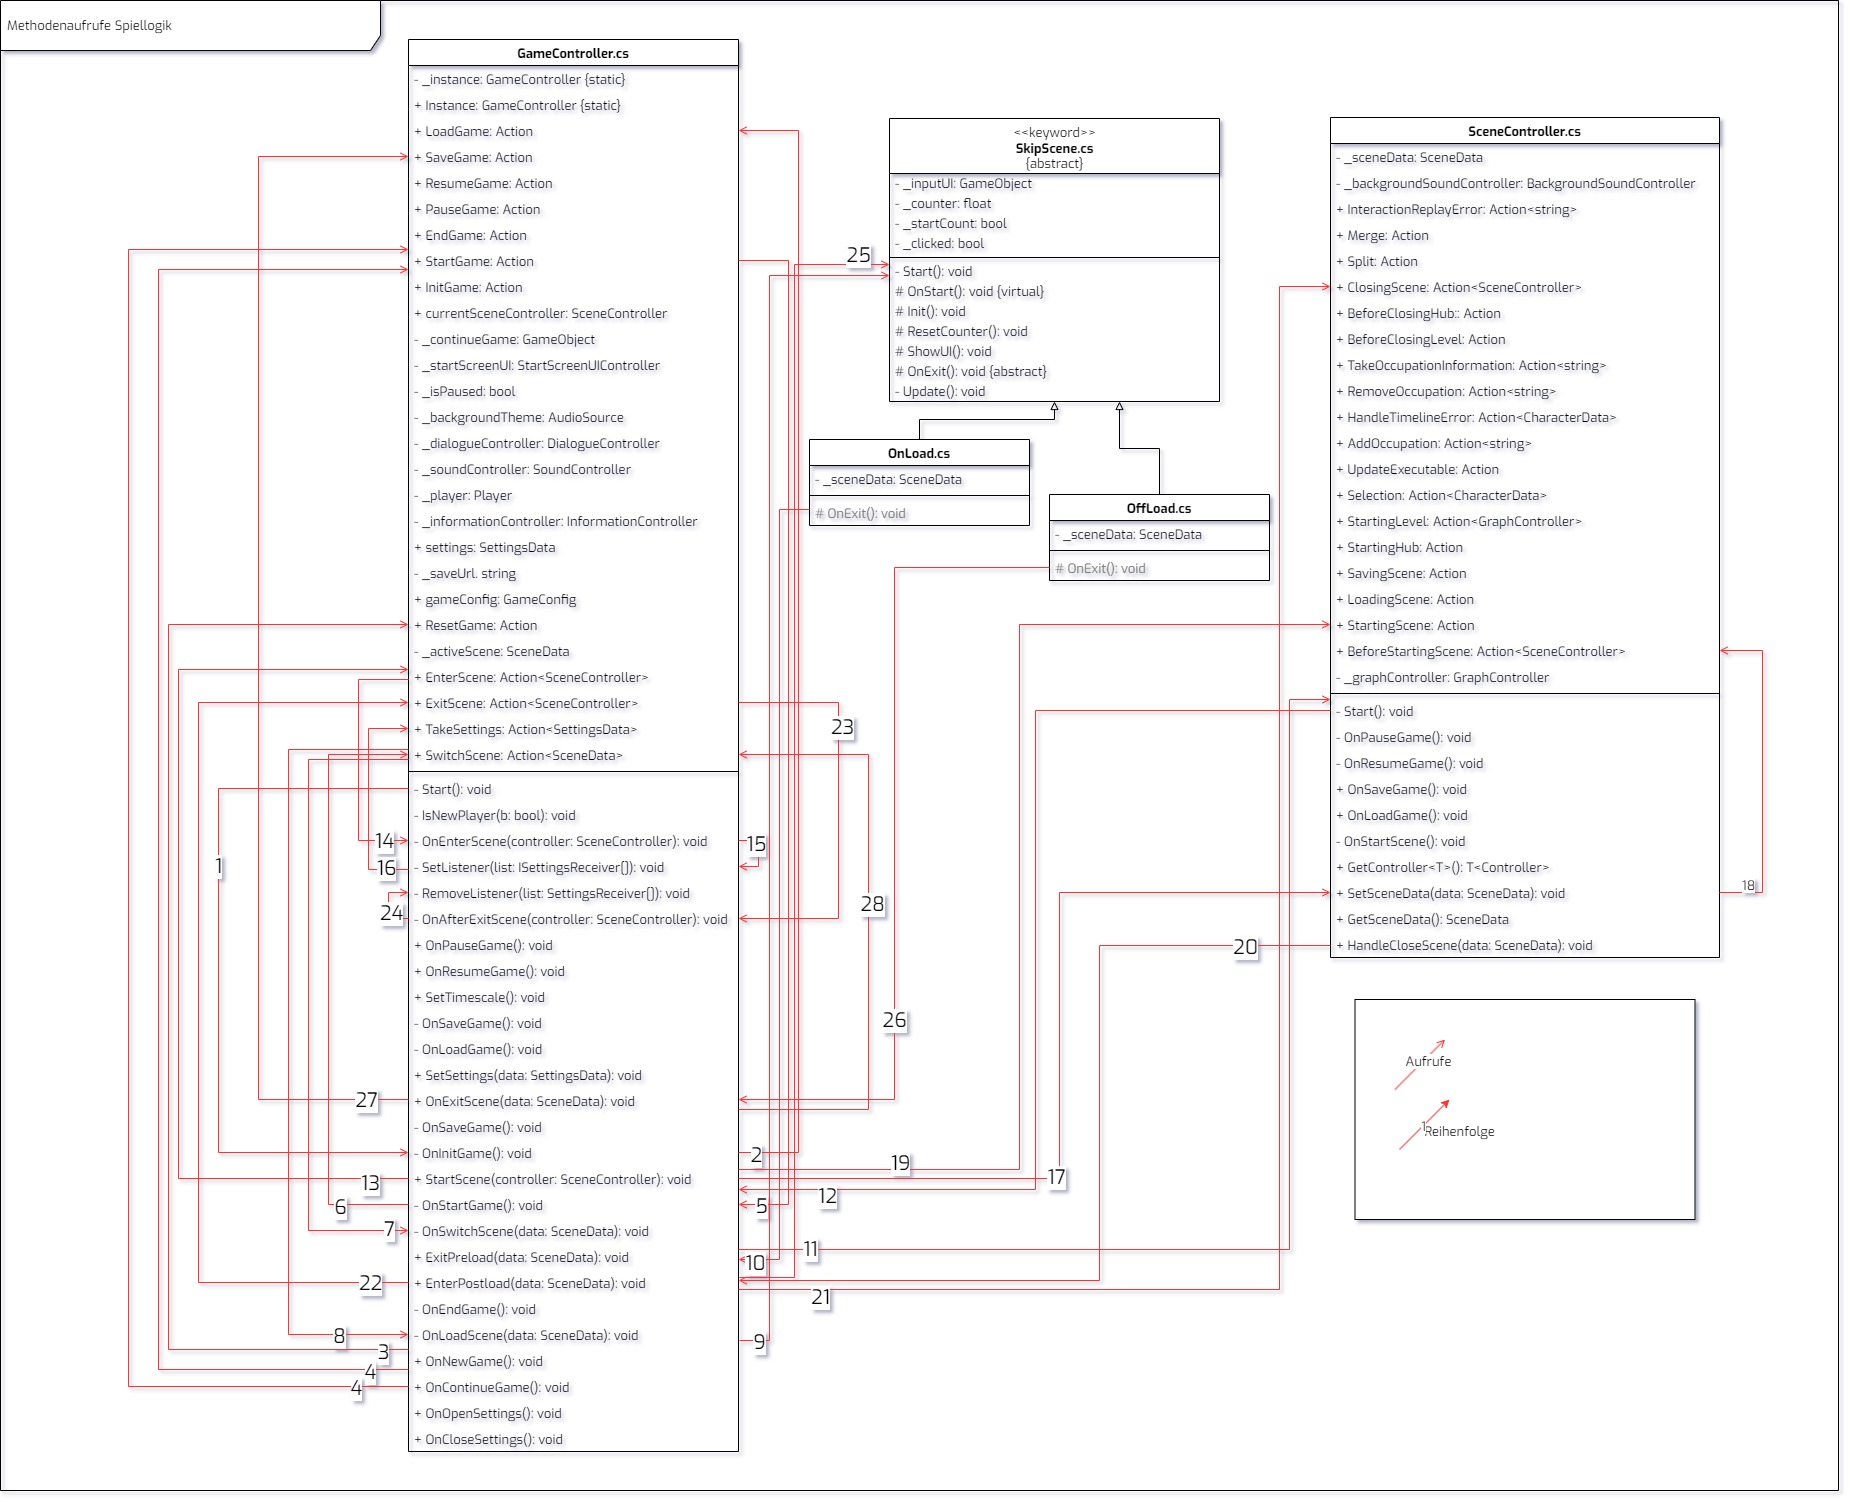 Methodenaufrufe Spiellogik
GameController.cs
- _instance: GameController {static}
+ Instance: GameController {static}
+ LoadGame: Action
+ SaveGame: Action
+ ResumeGame: Action
+ PauseGame: Action
+ EndGame: Action
+ StartGame: Action
+ InitGame: Action
+ currentSceneController: SceneController
- _continueGame: GameObject
- _startScreenUI: StartScreenUIController
- _isPaused: bool
- _backgroundTheme: AudioSource
- _dialogueController: DialogueController
- _soundController: SoundController
- _player: Player
- _informationController: InformationController
+ settings: SettingsData
- _saveUrl. string
+ gameConfig: GameConfig
+ ResetGame: Action
- _activeScene: SceneData
+ EnterScene: Action<SceneController>
+ ExitScene: Action<SceneController>
+ TakeSettings: Action<SettingsData>
+ SwitchScene: Action<SceneData>
- Start(): void
- IsNewPlayer(b: bool): void
- OnEnterScene(controller: SceneController): void
- SetListener(list: ISettingsReceiver[]): void
- RemoveListener(list: SettingsReceiver[]): void
- OnAfterExitScene(controller: SceneController): void
+ OnPauseGame(): void
+ OnResumeGame(): void
+ SetTimescale(): void
- OnSaveGame(): void
- OnLoadGame(): void
+ SetSettings(data: SettingsData): void
+ OnExitScene(data: SceneData): void
- OnSaveGame(): void
- OnInitGame(): void
+ StartScene(controller: SceneController): void
- OnStartGame(): void
- OnSwitchScene(data: SceneData): void
+ ExitPreload(data: SceneData): void
+ EnterPostload(data: SceneData): void
- OnEndGame(): void
- OnLoadScene(data: SceneData): void
+ OnNewGame(): void
+ OnContinueGame(): void
+ OnOpenSettings(): void
+ OnCloseSettings(): void
<<keyword>>
SkipScene.cs
{abstract}
- _inputUI: GameObject
- _counter: float
- _startCount: bool
- _clicked: bool
- Start(): void
# OnStart(): void {virtual}
# Init(): void
# ResetCounter(): void
# ShowUI(): void
# OnExit(): void {abstract}
- Update(): void
OnLoad.cs
- _sceneData: SceneData
# OnExit(): void
OffLoad.cs
- _sceneData: SceneData
# OnExit(): void
SceneController.cs
- _sceneData: SceneData
- _backgroundSoundController: BackgroundSoundController
+ InteractionReplayError: Action<string>
+ Merge: Action
+ Split: Action
+ ClosingScene: Action<SceneController>
+ BeforeClosingHub:: Action
+ BeforeClosingLevel: Action
+ TakeOccupationInformation: Action<string>
+ RemoveOccupation: Action<string>
+ HandleTimelineError: Action<CharacterData>
+ AddOccupation: Action<string>
+ UpdateExecutable: Action
+ Selection: Action<CharacterData>
+ StartingLevel: Action<GraphController>
+ StartingHub: Action
+ SavingScene: Action
+ LoadingScene: Action
+ StartingScene: Action
+ BeforeStartingScene: Action<SceneController>
- _graphController: GraphController
- Start(): void
- OnPauseGame(): void
- OnResumeGame(): void
+ OnSaveGame(): void
+ OnLoadGame(): void
- OnStartScene(): void
+ GetController<T>(): T<Controller>
+ SetSceneData(data: SceneData): void
+ GetSceneData(): SceneData
+ HandleCloseScene(data: SceneData): void
25
23
14
15
1
16
18
28
24
20
26
27
2
19
17
13
12
6
5
7
11
10
22
21
8
9
3
4
4
Aufrufe
1
Reihenfolge